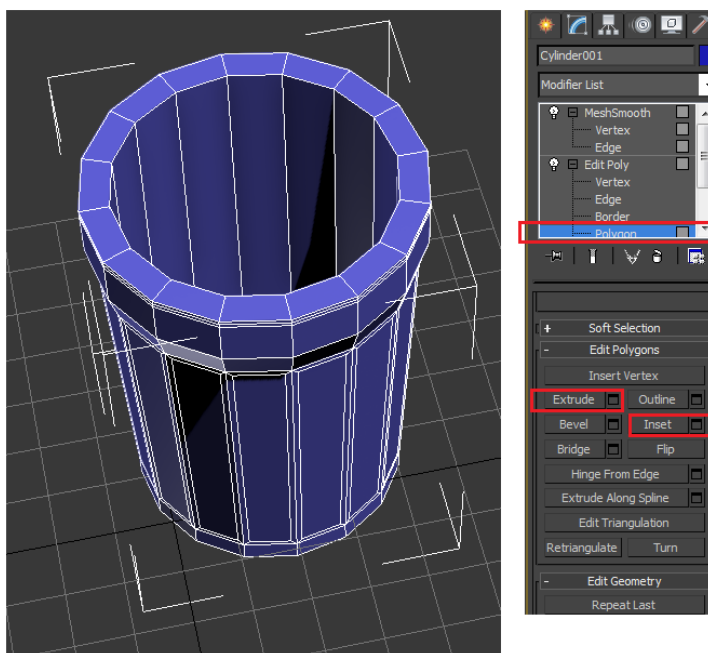 Cylinder001
Modifier List
MeshSmooth
Vertex
Edge
Edit Poly
Vertex
Edge
Border
Polygon
+ Soft Selection
- Edit Polygons
Insert Vertex
Extrude Outline
Bevel Inset
Bridge Flip
Hinge From Edge
Extrude Along Spline
Edit Triangulation
Retriangulate Turn
- Edit Geometry
Repeat Last